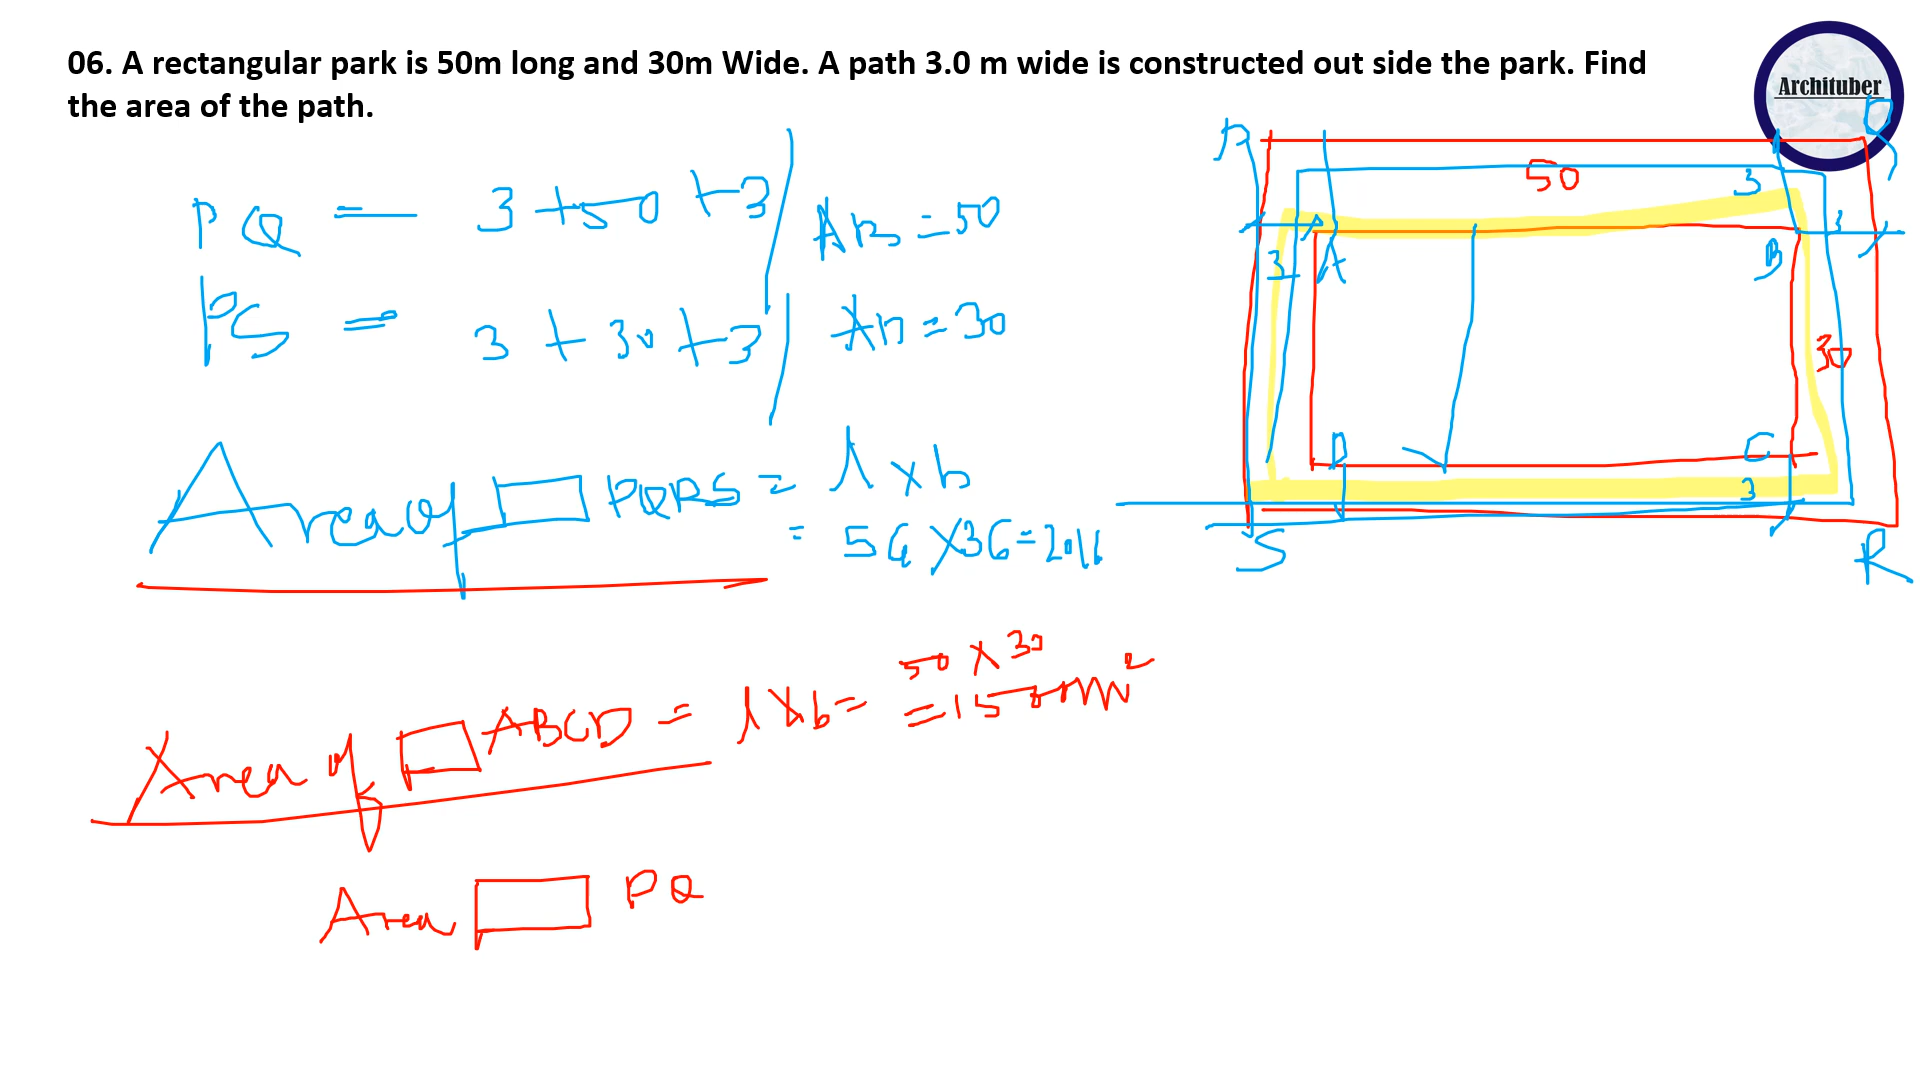 06. A rectangular park is 50m long and 30m Wide. A path 3.0 m wide is constructed out side the park. Find
the area of the path.
Archituber
PQ = 3 +50 +3
AB = 50
PS = 3 + 30 +3
AD = 30
Area of PQRS = l x b
= 56 x 36 = 2016
Area of ABCD = l x b = 50 x 30
= 1500m²
Area PQ
P
Q
50
3
3
3
A
B
30
D
C
3
S
R